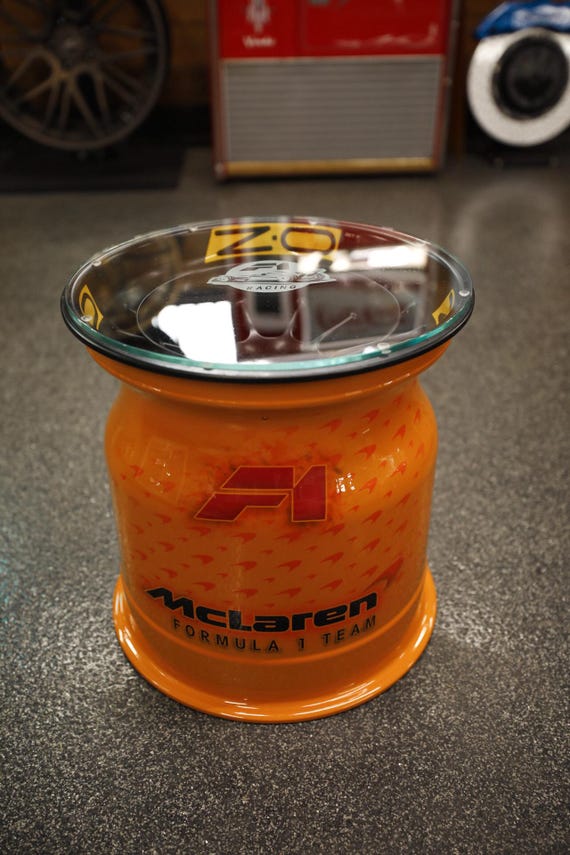 RACING
F1
McLaren
FORMULA 1 TEAM